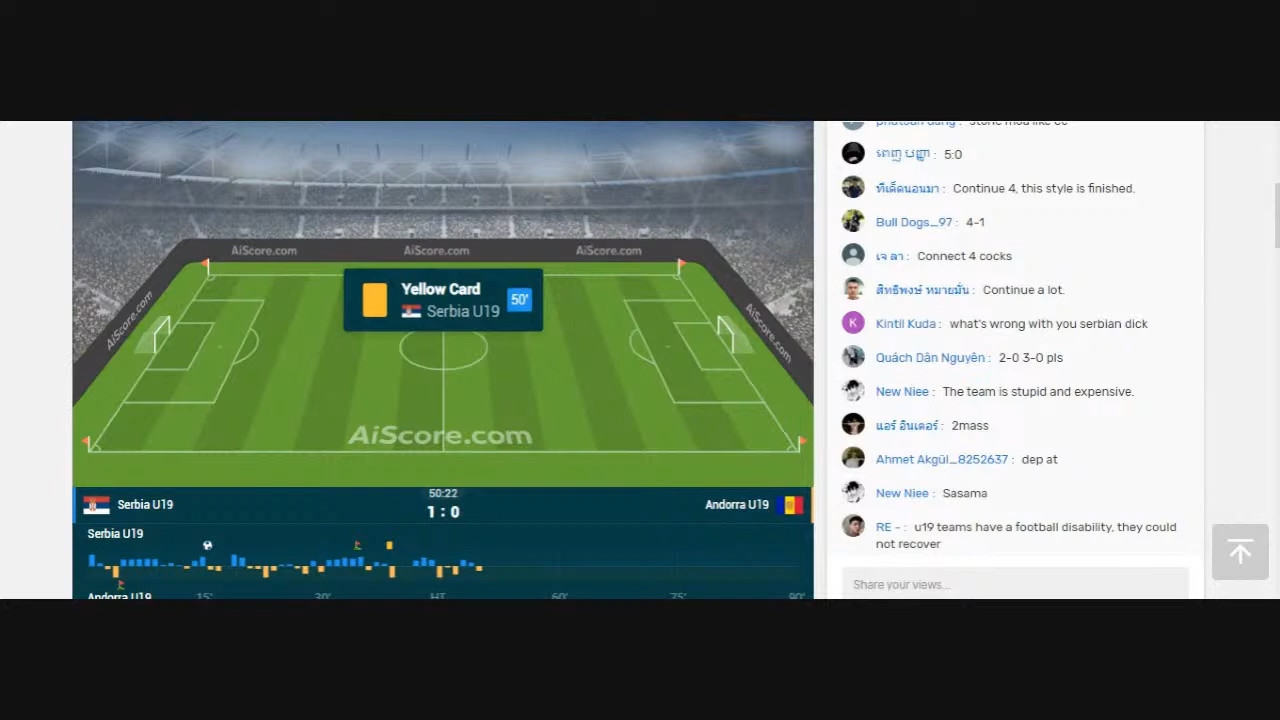 AiScore.com
AiScore.com
AiScore.com
AiScore.com
AiScore.com
Yellow Card
Serbia U19
50'
AiScore.com
Serbia U19
50:22
1 : 0
Andorra U19
Serbia U19
Andorra U19
15'
30'
HT
60'
75'
90'
ពេញ បញ្ញា : 5:0
ทีเด็ดนอนมา : Continue 4, this style is finished.
Bull Dogs_97 : 4-1
เจ ลา : Connect 4 cocks
สิทธิพงษ์ หมายมั่น : Continue a lot.
K
Kintil Kuda : what's wrong with you serbian dick
Quách Dân Nguyên : 2-0 3-0 pls
New Niee : The team is stupid and expensive.
แอร์ อินเตอร์ : 2mass
Ahmet Akgül_8252637 : dep at
New Niee : Sasama
RE - : u19 teams have a football disability, they could
not recover
Share your views...